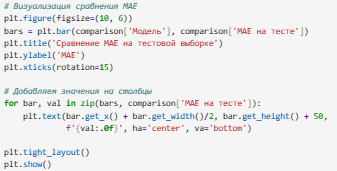 # Визуализация сравнения MAE
plt.figure(figsize=(10, 6))
bars = plt.bar(comparison['Модель'], comparison['MAE на тесте'])
plt.title('Сравнение MAE на тестовой выборке')
plt.ylabel('MAE')
plt.xticks(rotation=15)

# Добавляем значения на столбцы
for bar, val in zip(bars, comparison['MAE на тесте']):
    plt.text(bar.get_x() + bar.get_width()/2, bar.get_height() + 50,
             f'{val:.0f}', ha='center', va='bottom')

plt.tight_layout()
plt.show()